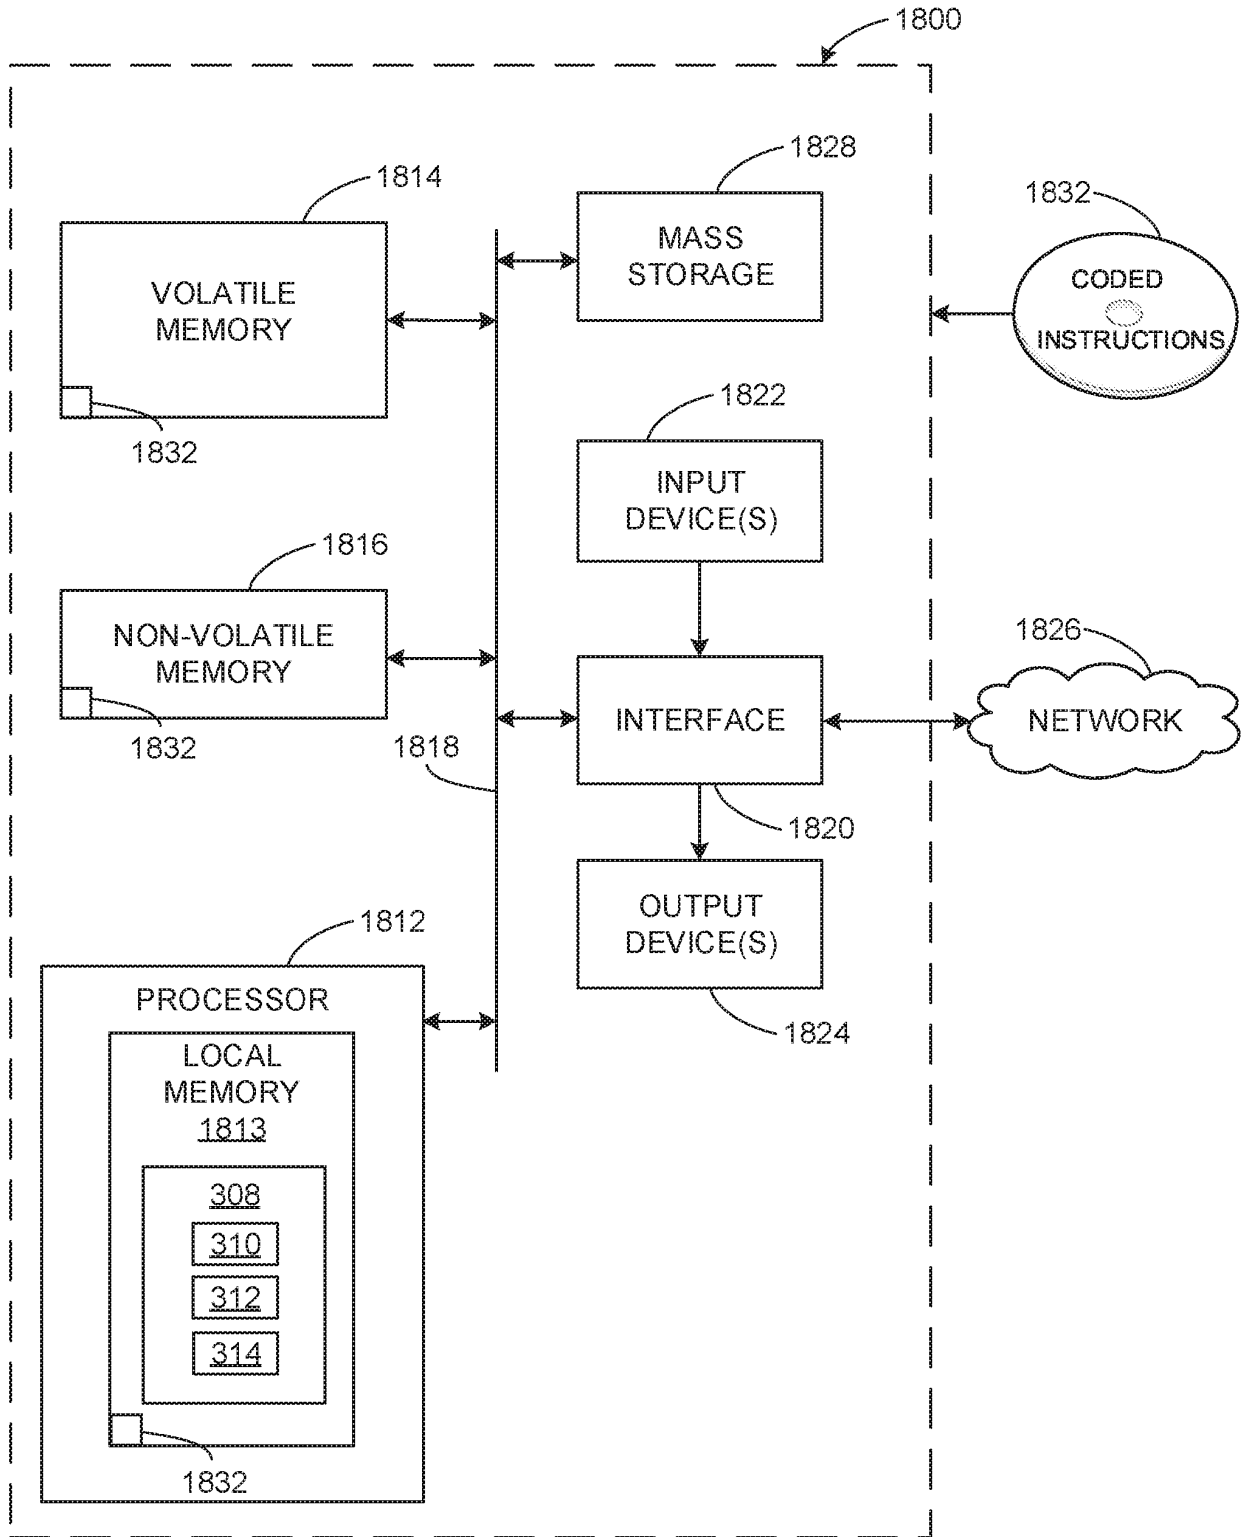 1800
1814
VOLATILE
MEMORY
1832
1828
MASS
STORAGE
1832
CODED
INSTRUCTIONS
1822
INPUT
DEVICE(S)
1816
NON-VOLATILE
MEMORY
1832
1818
INTERFACE
1820
1826
NETWORK
OUTPUT
DEVICE(S)
1824
1812
PROCESSOR
LOCAL
MEMORY
1813
308
310
312
314
1832